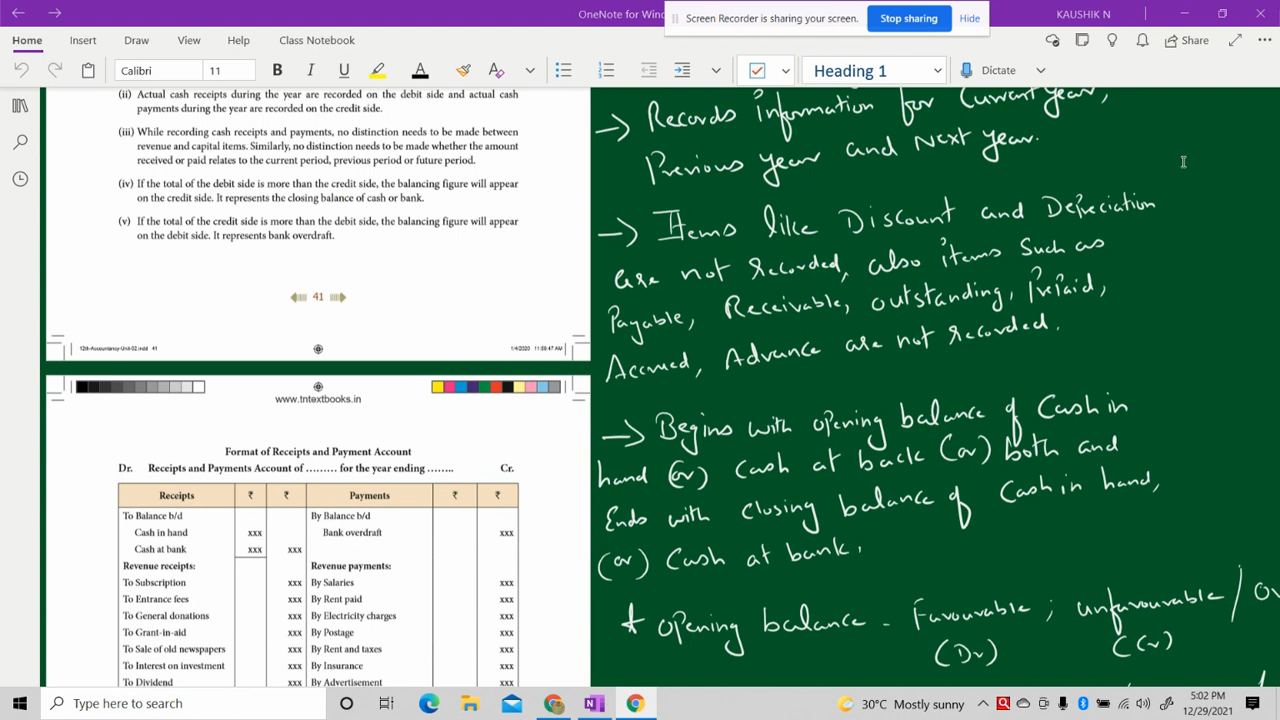 OneNote for Win
Screen Recorder is sharing your screen.
Stop sharing
Hide
KAUSHIK N
Home
Insert
Draw
View
Help
Class Notebook
Share
Calibri
11
B
I
U
A
Heading 1
Dictate
(ii) Actual cash receipts during the year are recorded on the debit side and actual cash
payments during the year are recorded on the credit side.
(iii) While recording cash receipts and payments, no distinction needs to be made between
revenue and capital items. Similarly, no distinction needs to be made whether the amount
received or paid relates to the current period, previous period or future period.
(iv) If the total of the debit side is more than the credit side, the balancing figure will appear
on the credit side. It represents the closing balance of cash or bank.
(v) If the total of the credit side is more than the debit side, the balancing figure will appear
on the debit side. It represents bank overdraft.
41
12th-Accountancy-Unit-02.indd 41
1/4/2020 11:59:47 AM
www.tntextbooks.in
Format of Receipts and Payment Account
Dr. Receipts and Payments Account of ……… for the year ending …….. Cr.
Receipts ₹ ₹ Payments ₹ ₹
To Balance b/d By Balance b/d
Cash in hand xxx Bank overdraft xxx
Cash at bank xxx xxx
Revenue receipts: Revenue payments:
To Subscription xxx By Salaries xxx
To Entrance fees xxx By Rent paid xxx
To General donations xxx By Electricity charges xxx
To Grant-in-aid xxx By Postage xxx
To Sale of old newspapers xxx By Rent and taxes xxx
To Interest on investment xxx By Insurance xxx
To Dividend xxx By Advertisement xxx
→ Records Information for Current year,
Previous year and Next year.
→ Items like Discount and Depreciation
are not recorded, also items such as
Payable, Receivable, outstanding, Prepaid,
Accrued, Advance are not recorded.
→ Begins with opening balance of Cash in
hand (or) Cash at back (or) both and
Ends with closing balance of Cash in hand,
(or) Cash at bank.
* opening balance - Favourable ; unfavourable / Ov
(Dr) (Cr)
Type here to search
30°C Mostly sunny
5:02 PM
12/29/2021